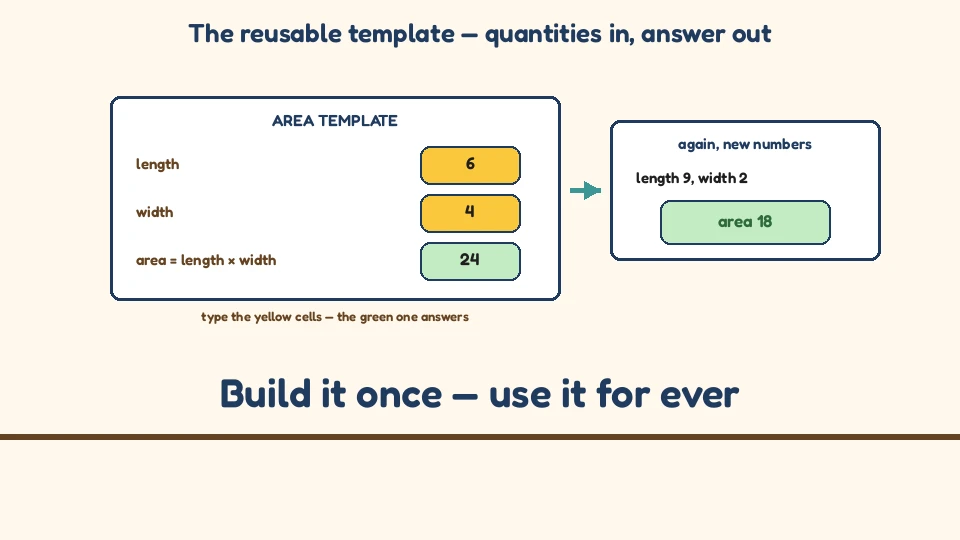 The reusable template — quantities in, answer out
AREA TEMPLATE
length 6
width 4
area = length × width 24
type the yellow cells — the green one answers
again, new numbers
length 9, width 2
area 18
Build it once — use it for ever